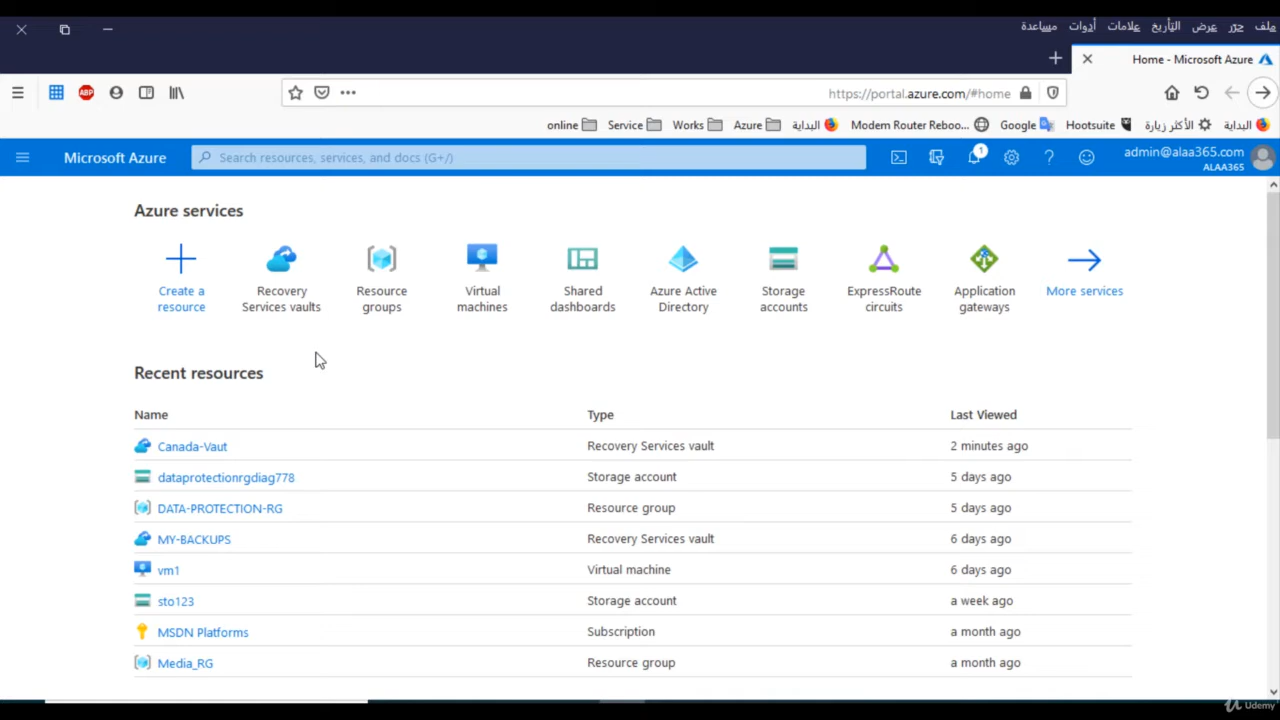 ملف حرّر عرض التأريخ علامات أدوات مساعدة
Home - Microsoft Azure
https://portal.azure.com/#home
البداية الأكثر زيارة Hootsuite Google Modem Router Reboo... البداية Azure Works Service online
Microsoft Azure
Search resources, services, and docs (G+/)
1
admin@alaa365.com
ALAA365
ABP
Azure services
Create a resource
Recovery Services vaults
Resource groups
Virtual machines
Shared dashboards
Azure Active Directory
Storage accounts
ExpressRoute circuits
Application gateways
More services
Recent resources
Name Type Last Viewed
Canada-Vaut Recovery Services vault 2 minutes ago
dataprotectionrgdiag778 Storage account 5 days ago
DATA-PROTECTION-RG Resource group 5 days ago
MY-BACKUPS Recovery Services vault 6 days ago
vm1 Virtual machine 6 days ago
sto123 Storage account a week ago
MSDN Platforms Subscription a month ago
Media_RG Resource group a month ago
Udemy